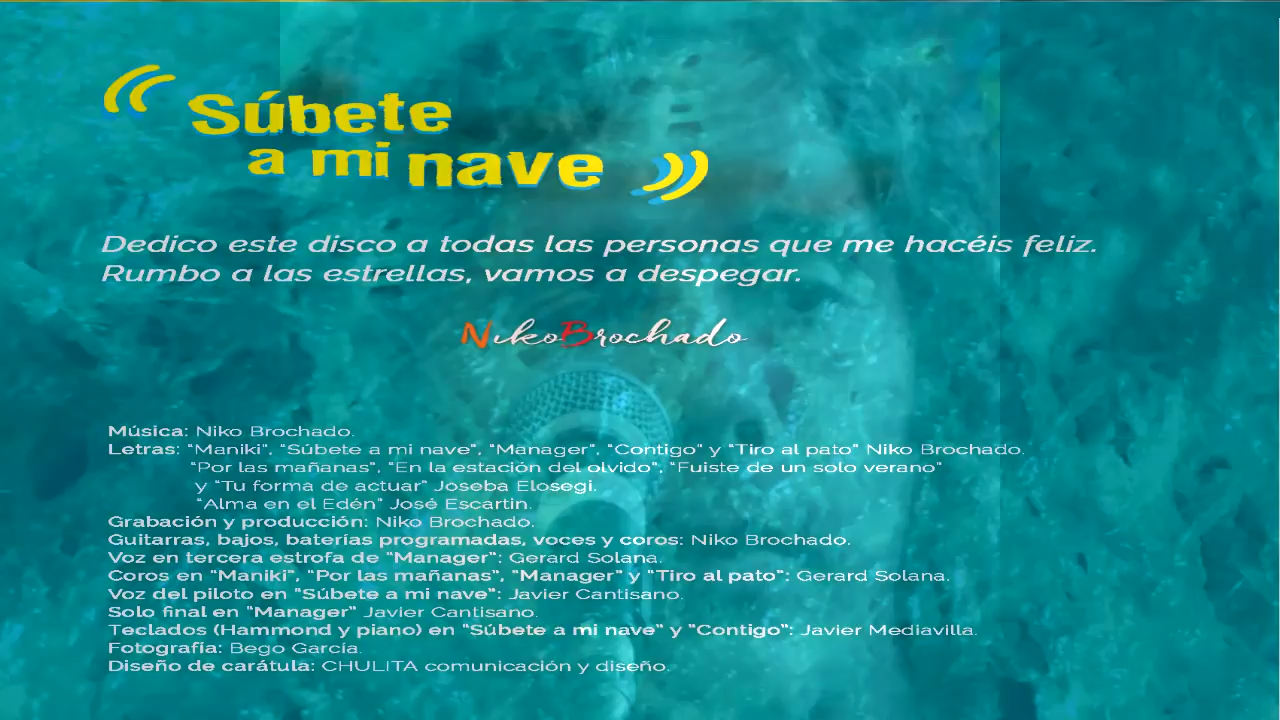 Súbete
a mi nave
Dedico este disco a todas las personas que me hacéis feliz.
Rumbo a las estrellas, vamos a despegar.
NikoBrochado
Música: Niko Brochado.
Letras: "Maniki", "Súbete a mi nave", "Manager", "Contigo" y "Tiro al pato" Niko Brochado.
"Por las mañanas", "En la estación del olvido", "Fuiste de un solo verano"
y "Tu forma de actuar" Joseba Elosegi.
"Alma en el Edén" José Escartin.
Grabación y producción: Niko Brochado.
Guitarras, bajos, baterías programadas, voces y coros: Niko Brochado.
Voz en tercera estrofa de "Manager": Gerard Solana.
Coros en "Maniki", "Por las mañanas", "Manager" y "Tiro al pato": Gerard Solana.
Voz del piloto en "Súbete a mi nave": Javier Cantisano.
Solo final en "Manager" Javier Cantisano.
Teclados (Hammond y piano) en "Súbete a mi nave" y "Contigo": Javier Mediavilla.
Fotografía: Bego García.
Diseño de carátula: CHULITA comunicación y diseño.